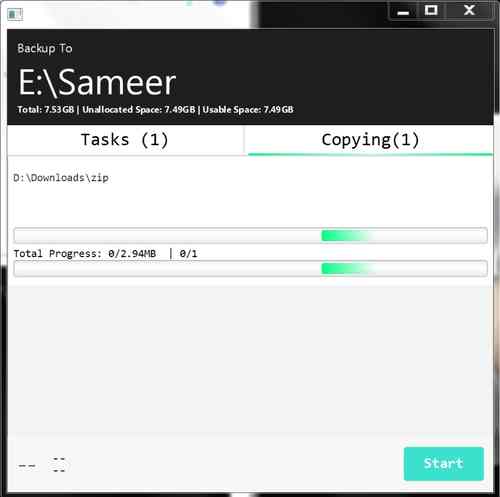 Backup To
E:\Sameer
Total: 7.53GB | Unallocated Space: 7.49GB | Usable Space: 7.49GB
Tasks (1) Copying(1)
D:\Downloads\zip
Total Progress: 0/2.94MB | 0/1
--
-- -- Start